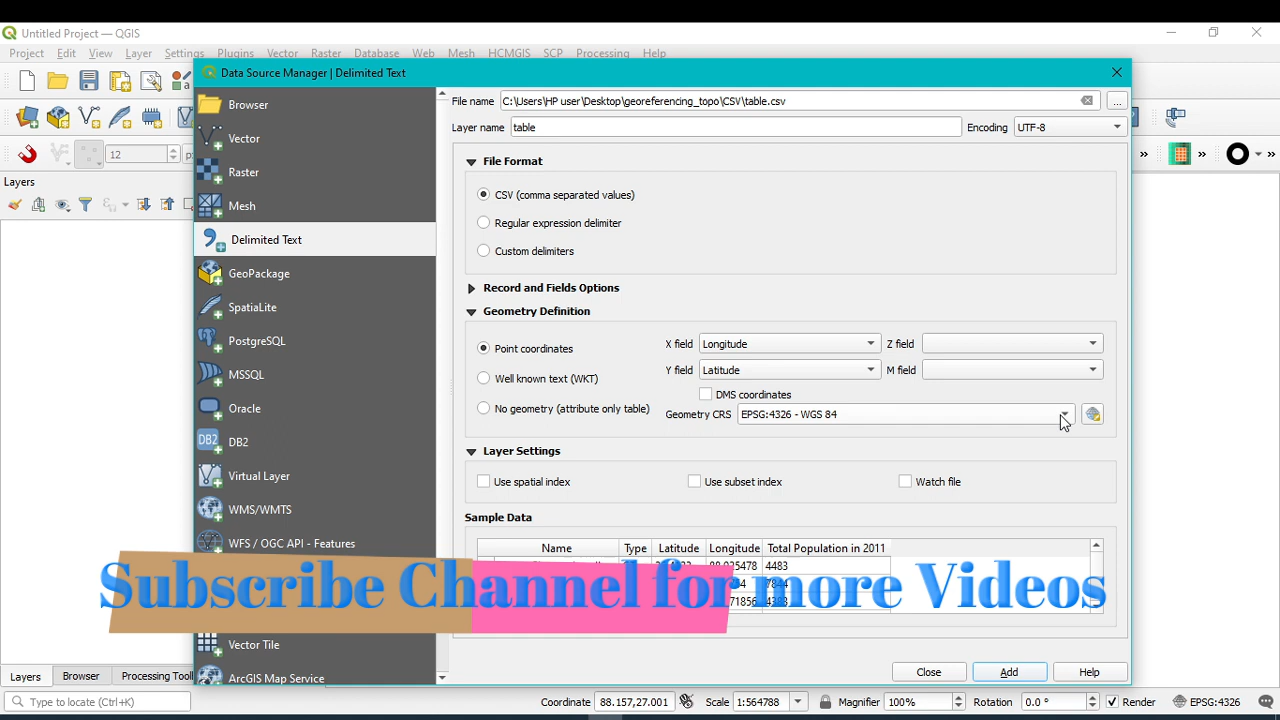 Untitled Project — QGIS
Project Edit View Layer Settings Plugins Vector Raster Database Web Mesh HCMGIS SCP Processing Help
Data Source Manager | Delimited Text
Browser
Vector
Raster
Mesh
Delimited Text
GeoPackage
SpatiaLite
PostgreSQL
MSSQL
Oracle
DB2
Virtual Layer
WMS/WMTS
WFS / OGC API - Features
Vector Tile
ArcGIS Map Service
File name C:\Users\HP user\Desktop\georeferencing_topo\CSV\table.csv ...
Layer name table Encoding UTF-8
File Format
CSV (comma separated values)
Regular expression delimiter
Custom delimiters
Record and Fields Options
Geometry Definition
Point coordinates X field Longitude Z field
Well known text (WKT) Y field Latitude M field
DMS coordinates
No geometry (attribute only table) Geometry CRS EPSG:4326 - WGS 84
Layer Settings
Use spatial index Use subset index Watch file
Sample Data
Name Type Latitude Longitude Total Population in 2011
4483
Subscribe Channel for more Videos
Close Add Help
12
Layers
Layers Browser Processing Tool
Type to locate (Ctrl+K) Coordinate 88.157,27.001 Scale 1:564788 Magnifier 100% Rotation 0.0 ° Render EPSG:4326